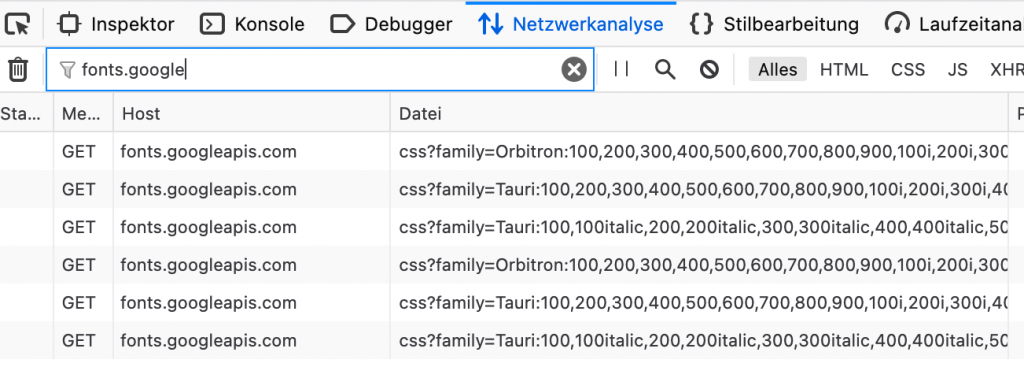 Inspektor Konsole Debugger Netzwerkanalyse Stilbearbeitung Laufzeitana
fonts.google Alles HTML CSS JS XHR
Sta... Me... Host Datei P
GET fonts.googleapis.com css?family=Orbitron:100,200,300,400,500,600,700,800,900,100i,200i,300
GET fonts.googleapis.com css?family=Tauri:100,200,300,400,500,600,700,800,900,100i,200i,300i,40
GET fonts.googleapis.com css?family=Tauri:100,100italic,200,200italic,300,300italic,400,400italic,50
GET fonts.googleapis.com css?family=Orbitron:100,200,300,400,500,600,700,800,900,100i,200i,300
GET fonts.googleapis.com css?family=Tauri:100,200,300,400,500,600,700,800,900,100i,200i,300i,40
GET fonts.googleapis.com css?family=Tauri:100,100italic,200,200italic,300,300italic,400,400italic,50